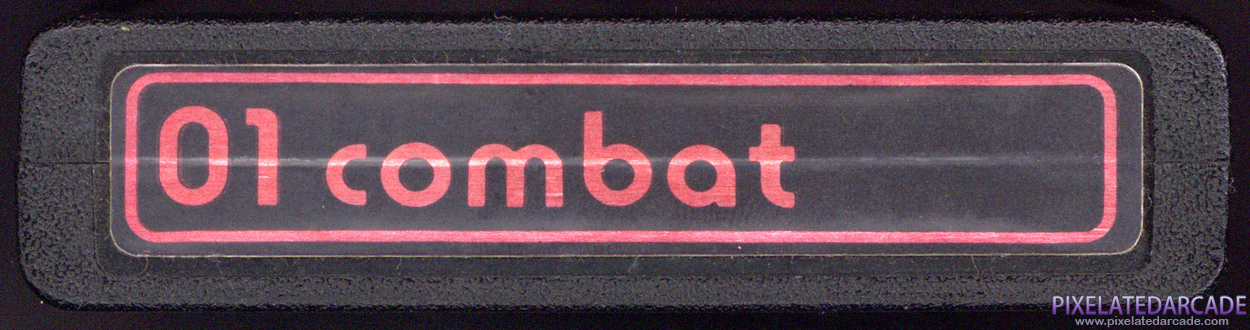 01 combat
PIXELATEDARCADE
www.pixelatedarcade.com